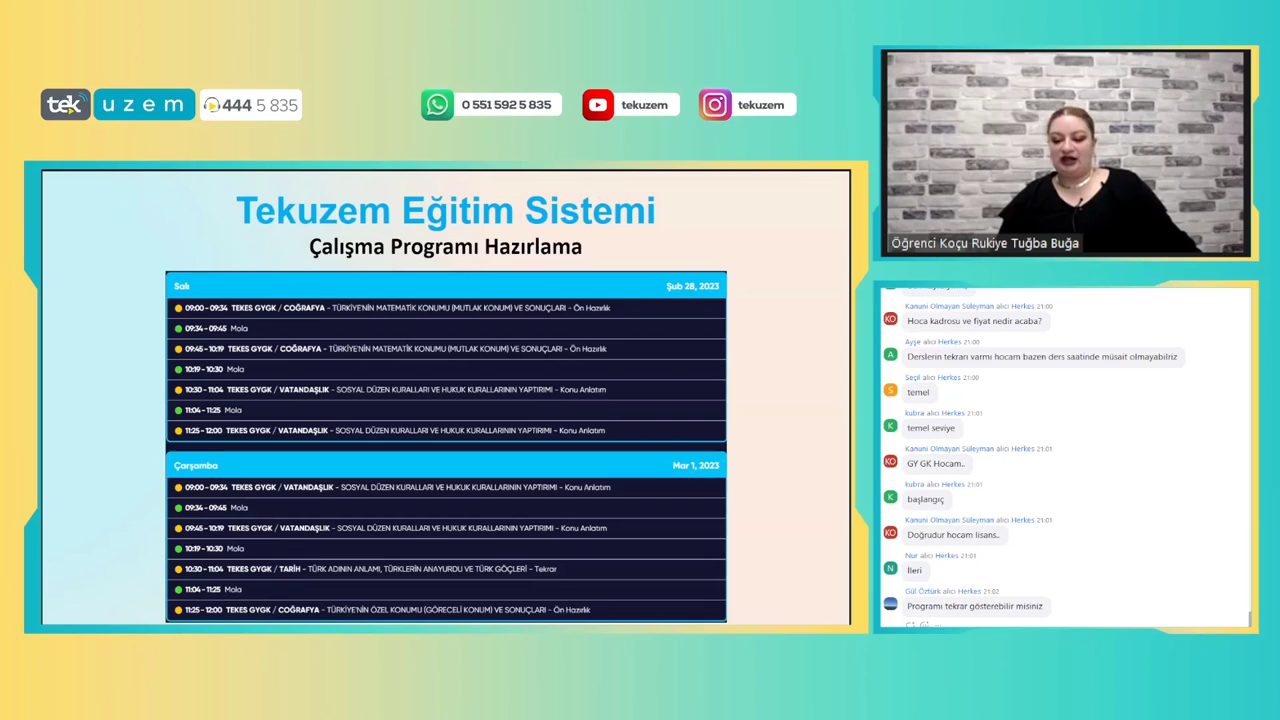 tek uzem 444 5 835
0 551 592 5 835
tekuzem
tekuzem
Tekuzem Eğitim Sistemi
Çalışma Programı Hazırlama
Salı Şub 28, 2023
09:00 - 09:34 TEKES GYGK / COĞRAFYA - TÜRKİYE'NİN MATEMATİK KONUMU (MUTLAK KONUM) VE SONUÇLARI - Ön Hazırlık
09:34 - 09:45 Mola
09:45 - 10:19 TEKES GYGK / COĞRAFYA - TÜRKİYE'NİN MATEMATİK KONUMU (MUTLAK KONUM) VE SONUÇLARI - Ön Hazırlık
10:19 - 10:30 Mola
10:30 - 11:04 TEKES GYGK / VATANDAŞLIK - SOSYAL DÜZEN KURALLARI VE HUKUK KURALLARININ YAPTIRIMI - Konu Anlatım
11:04 - 11:25 Mola
11:25 - 12:00 TEKES GYGK / VATANDAŞLIK - SOSYAL DÜZEN KURALLARI VE HUKUK KURALLARININ YAPTIRIMI - Konu Anlatım
Çarşamba Mar 1, 2023
09:00 - 09:34 TEKES GYGK / VATANDAŞLIK - SOSYAL DÜZEN KURALLARI VE HUKUK KURALLARININ YAPTIRIMI - Konu Anlatım
09:34 - 09:45 Mola
09:45 - 10:19 TEKES GYGK / VATANDAŞLIK - SOSYAL DÜZEN KURALLARI VE HUKUK KURALLARININ YAPTIRIMI - Konu Anlatım
10:19 - 10:30 Mola
10:30 - 11:04 TEKES GYGK / TARİH - TÜRK ADININ ANLAMI, TÜRKLERİN ANAYURDU VE TÜRK GÖÇLERİ - Tekrar
11:04 - 11:25 Mola
11:25 - 12:00 TEKES GYGK / COĞRAFYA - TÜRKİYE'NİN ÖZEL KONUMU (GÖRECELİ KONUM) VE SONUÇLARI - Ön Hazırlık
Öğrenci Koçu Rukiye Tuğba Buğa
Kanuni Olmayan Süleyman alıcı Herkes 21:00
KO Hoca kadrosu ve fiyat nedir acaba?
Ayşe alıcı Herkes 21:00
A Derslerin tekrarı varmı hocam bazen ders saatinde müsait olmayabilriz
Seçil alıcı Herkes 21:00
S temel
kubra alıcı Herkes 21:01
K temel seviye
Kanuni Olmayan Süleyman alıcı Herkes 21:01
KO GY GK Hocam..
kubra alıcı Herkes 21:01
K başlangıç
Kanuni Olmayan Süleyman alıcı Herkes 21:01
KO Doğrudur hocam lisans..
Nur alıcı Herkes 21:01
N İleri
Gül Öztürk alıcı Herkes 21:02
Programı tekrar gösterebilir misiniz